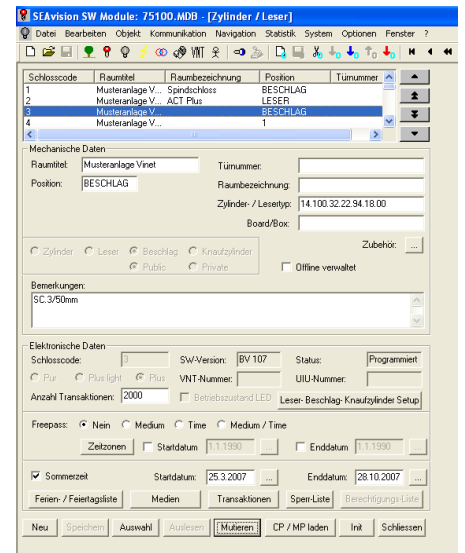 SEAvision SW Module: 75100.MDB - [Zylinder / Leser]
Datei Bearbeiten Objekt Kommunikation Navigation Statistik System Optionen Fenster ?
VNT
Schlosscode Raumtitel Raumbezeichnung Position Türnummer
1 Musteranlage V... Spindschloss BESCHLAG
2 Musteranlage V... ACT Plus LESER
3 Musteranlage V... BESCHLAG
4 Musteranlage V... 1
Mechanische Daten
Raumtitel: Musteranlage Vinet Türnummer:
Position: BESCHLAG Raumbezeichnung:
Zylinder- / Lesertyp: 14.100.32.22.94.18.00
Board/Box:
Zubehör: ...
Zylinder Leser Beschlag Knaufzylinder
Public Private Offline verwaltet
Bemerkungen:
SC.3/50mm
Elektronische Daten
Schlosscode: 3 SW-Version: BV 107 Status: Programmiert
Pur Plus light Plus VNT-Nummer: UIU-Nummer:
Anzahl Transaktionen: 2000 Betriebszustand LED Leser- Beschlag- Knaufzylinder Setup
Freepass: Nein Medium Time Medium / Time
Zeitzonen Startdatum 1.1.1990 ... Enddatum 1.1.1990 ...
Sommerzeit Startdatum: 25.3.2007 ... Enddatum: 28.10.2007 ...
Ferien- / Feiertagsliste Medien Transaktionen Sperr-Liste Berechtigungs-Liste
Neu Speichern Auswahl Auslesen Mutieren CP / MP laden Init Schliessen